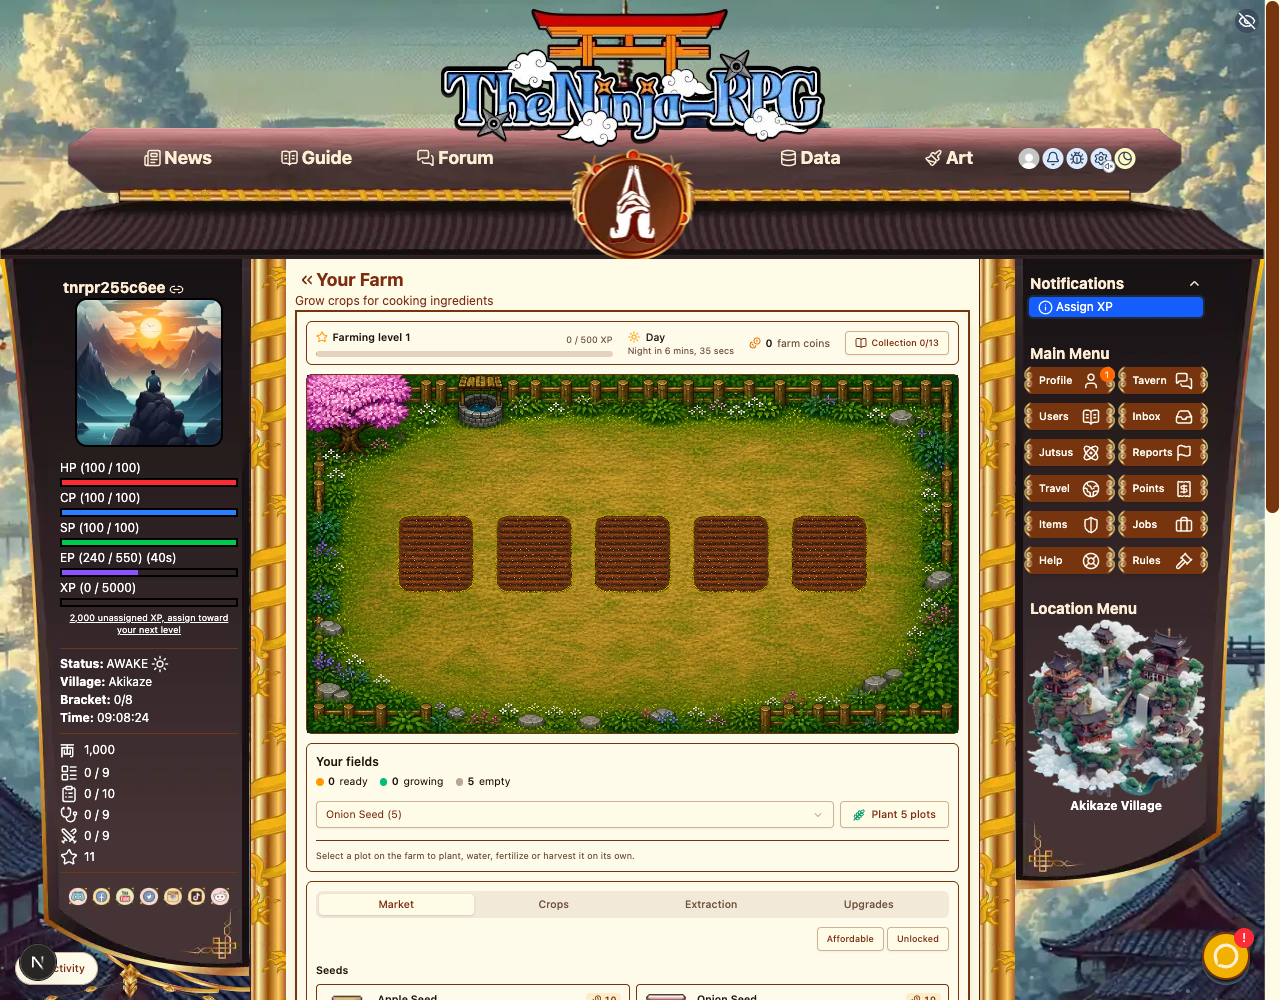 TheNinja-RPG
News
Guide
Forum
Data
Art
tnrpr255c6ee
HP (100 / 100)
CP (100 / 100)
SP (100 / 100)
EP (240 / 550) (40s)
XP (0 / 5000)
2,000 unassigned XP, assign toward
your next level
Status: AWAKE
Village: Akikaze
Bracket: 0/8
Time: 09:08:24
両 1,000
0 / 9
0 / 10
0 / 9
0 / 9
11
N
ctivity
« Your Farm
Grow crops for cooking ingredients
Farming level 1
0 / 500 XP
Day
Night in 6 mins, 35 secs
0 farm coins
Collection 0/13
Your fields
0 ready
0 growing
5 empty
Onion Seed (5)
Plant 5 plots
Select a plot on the farm to plant, water, fertilize or harvest it on its own.
Market
Crops
Extraction
Upgrades
Affordable
Unlocked
Seeds
Apple Seed
10
Onion Seed
10
Notifications
Assign XP
Main Menu
Profile
1
Tavern
Users
Inbox
Jutsus
Reports
Travel
Points
Items
Jobs
Help
Rules
Location Menu
Akikaze Village
!